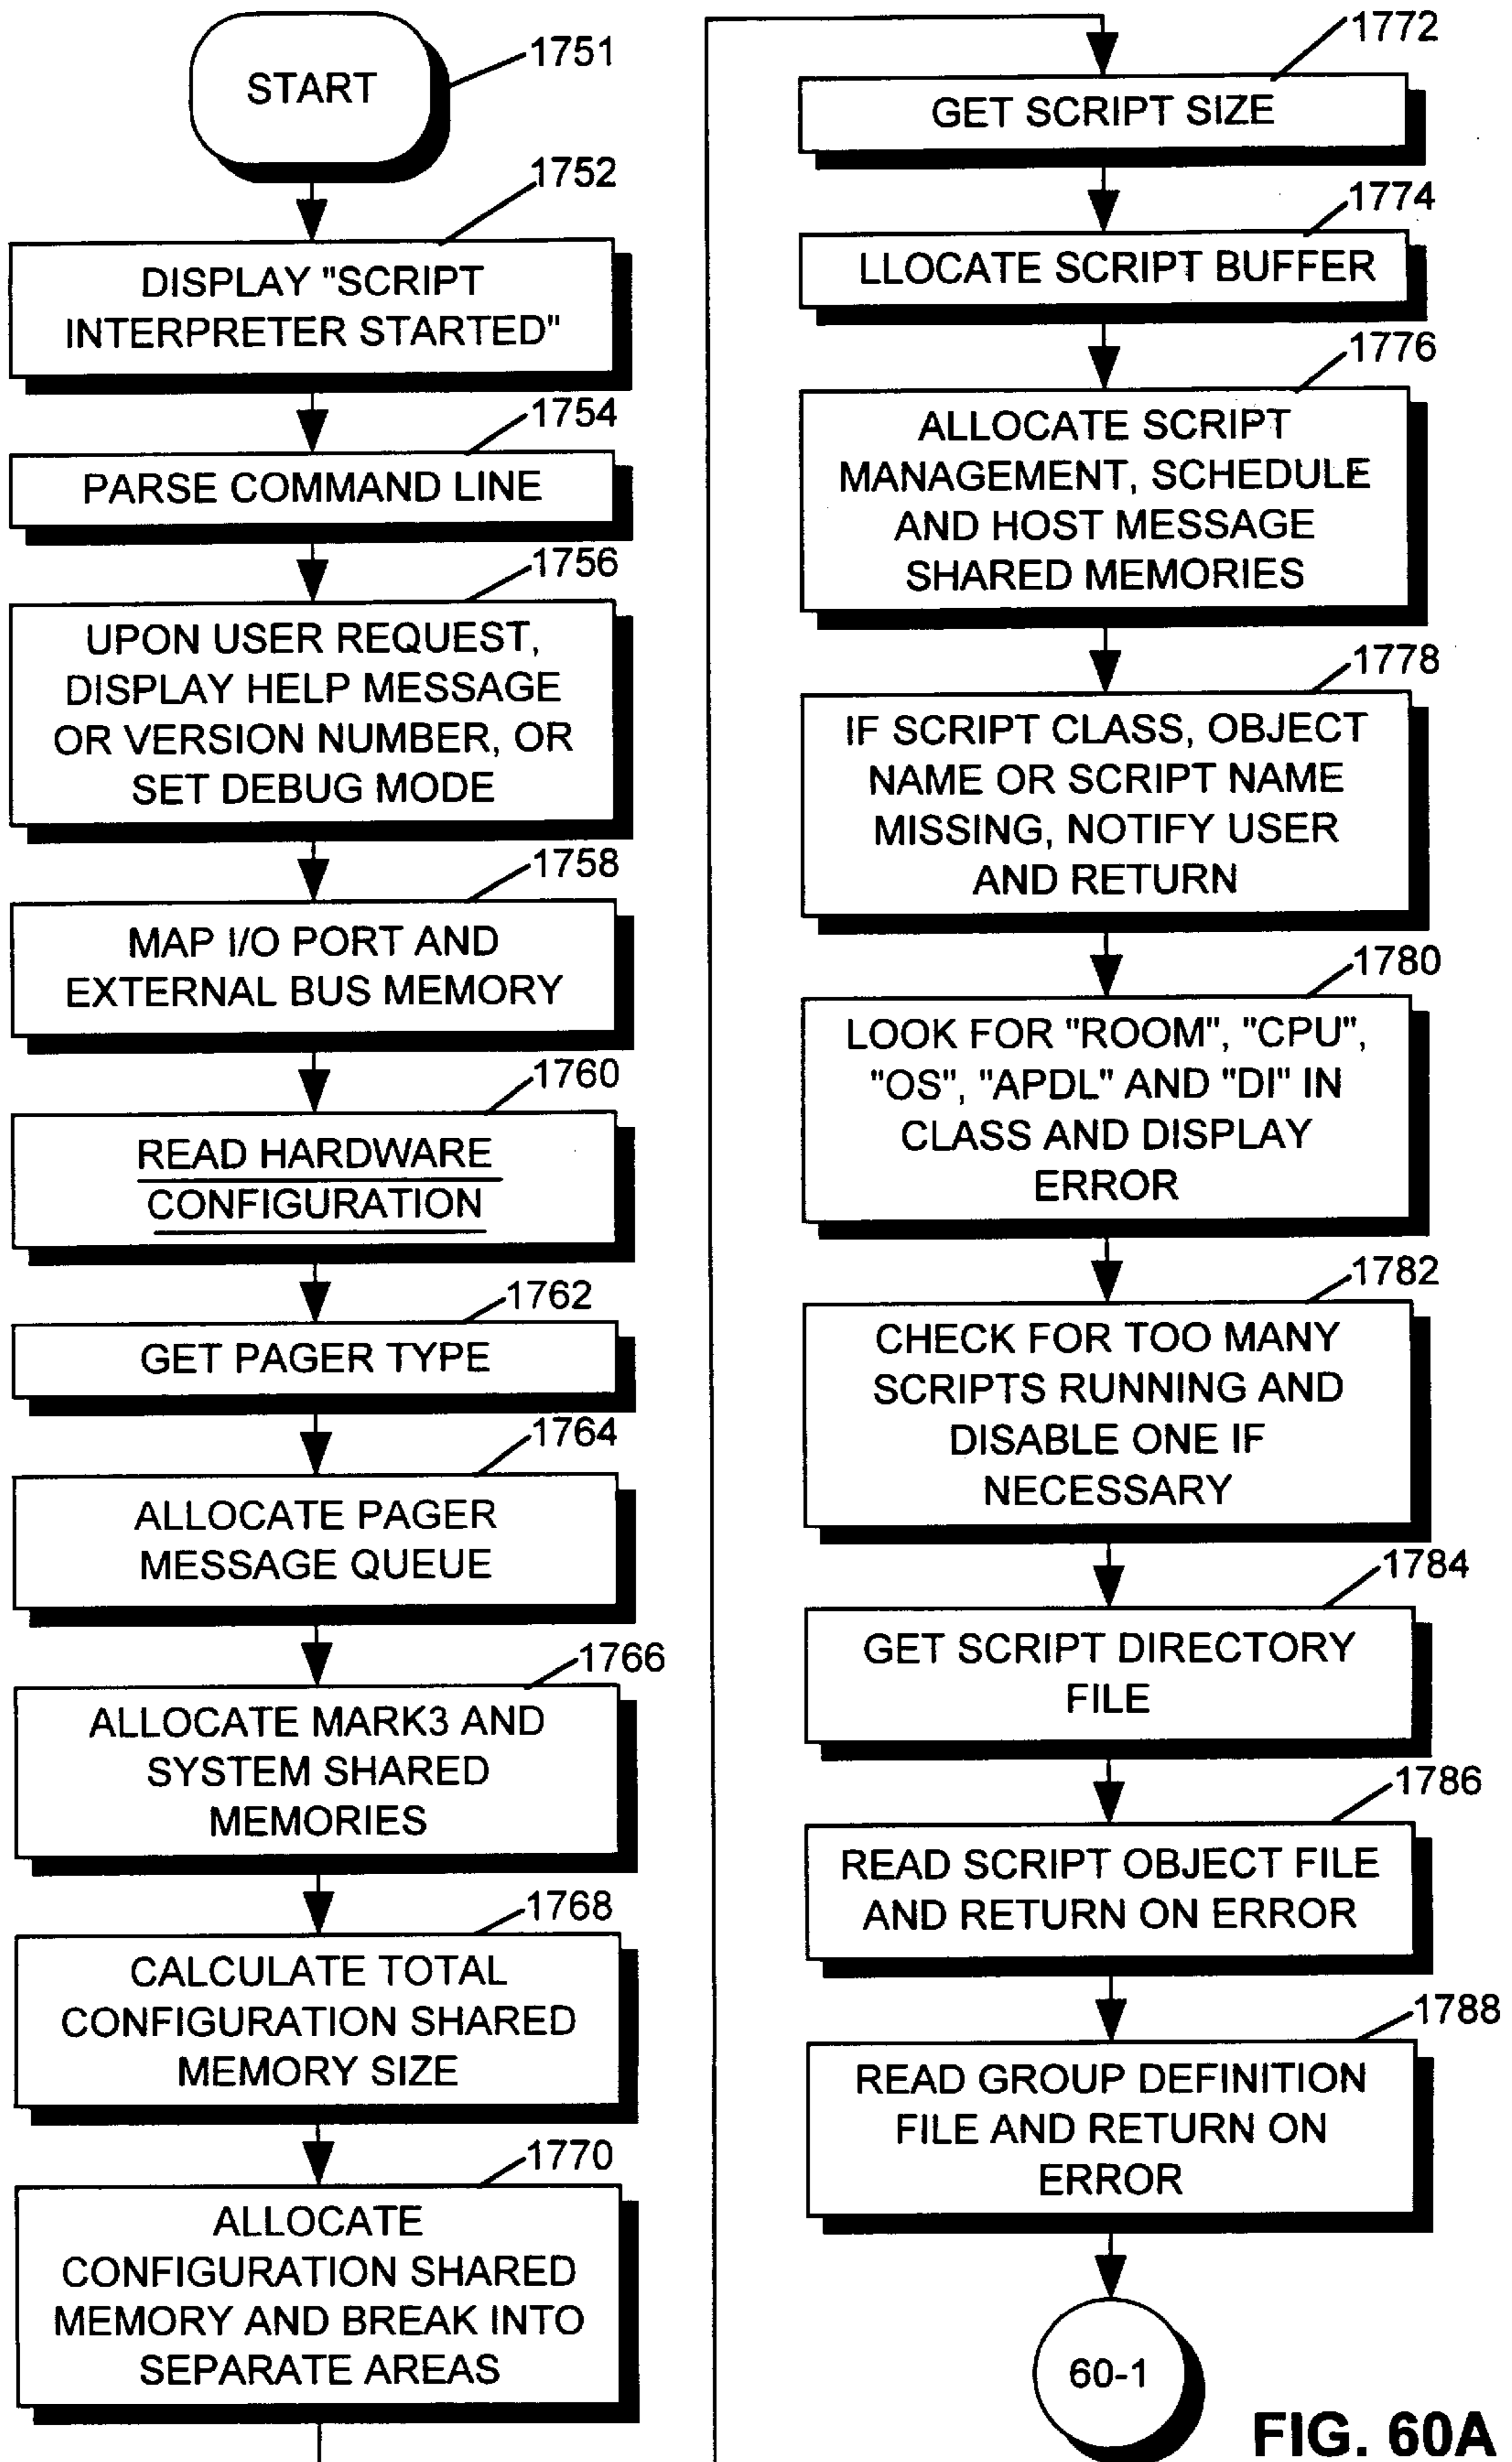 START
1751
1752
DISPLAY "SCRIPT
INTERPRETER STARTED"
1754
PARSE COMMAND LINE
1756
UPON USER REQUEST,
DISPLAY HELP MESSAGE
OR VERSION NUMBER, OR
SET DEBUG MODE
1758
MAP I/O PORT AND
EXTERNAL BUS MEMORY
1760
READ HARDWARE
CONFIGURATION
1762
GET PAGER TYPE
1764
ALLOCATE PAGER
MESSAGE QUEUE
1766
ALLOCATE MARK3 AND
SYSTEM SHARED
MEMORIES
1768
CALCULATE TOTAL
CONFIGURATION SHARED
MEMORY SIZE
1770
ALLOCATE
CONFIGURATION SHARED
MEMORY AND BREAK INTO
SEPARATE AREAS
1772
GET SCRIPT SIZE
1774
LLOCATE SCRIPT BUFFER
1776
ALLOCATE SCRIPT
MANAGEMENT, SCHEDULE
AND HOST MESSAGE
SHARED MEMORIES
1778
IF SCRIPT CLASS, OBJECT
NAME OR SCRIPT NAME
MISSING, NOTIFY USER
AND RETURN
1780
LOOK FOR "ROOM", "CPU",
"OS", "APDL" AND "DI" IN
CLASS AND DISPLAY
ERROR
1782
CHECK FOR TOO MANY
SCRIPTS RUNNING AND
DISABLE ONE IF
NECESSARY
1784
GET SCRIPT DIRECTORY
FILE
1786
READ SCRIPT OBJECT FILE
AND RETURN ON ERROR
1788
READ GROUP DEFINITION
FILE AND RETURN ON
ERROR
60-1
FIG. 60A